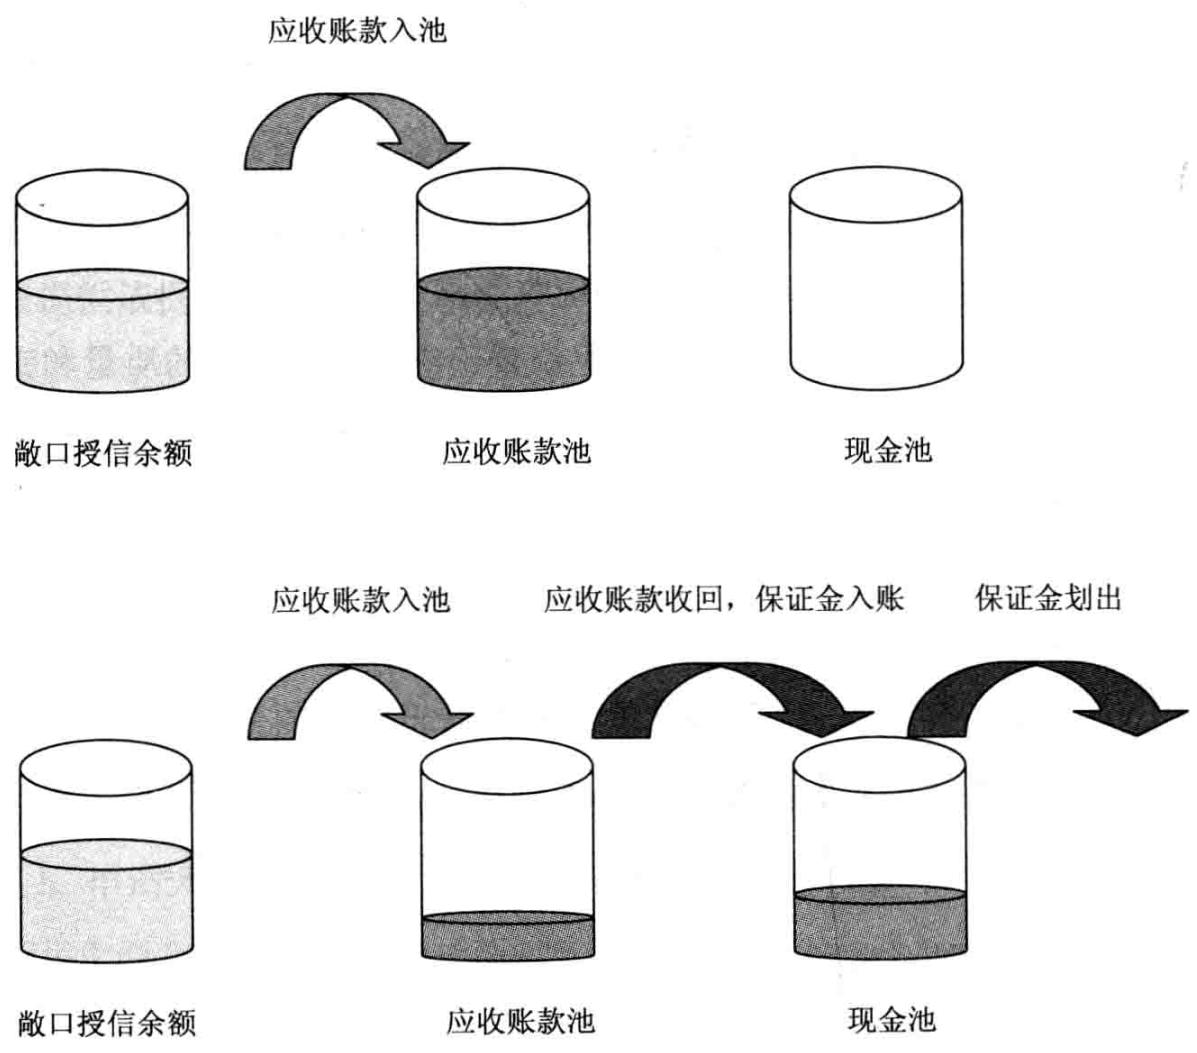 应收账款入池
敞口授信余额 应收账款池 现金池
应收账款入池 应收账款收回，保证金入账 保证金划出
敞口授信余额 应收账款池 现金池